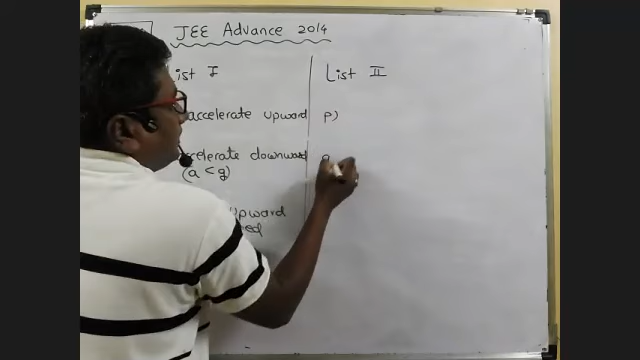 JEE Advance 2014
List I
List II
accelerate upward
P)
accelerate downward
(a < g)
upward